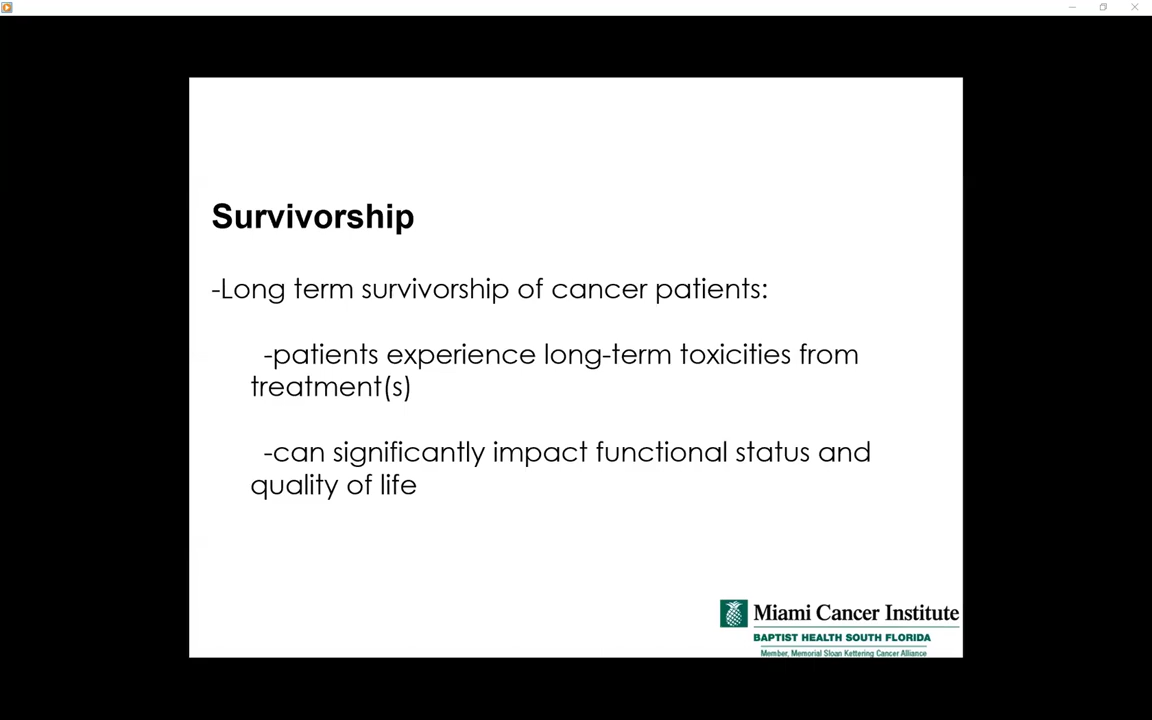 Survivorship
-Long term survivorship of cancer patients:
-patients experience long-term toxicities from
treatment(s)
-can significantly impact functional status and
quality of life
Miami Cancer Institute
BAPTIST HEALTH SOUTH FLORIDA
Member, Memorial Sloan Kettering Cancer Alliance